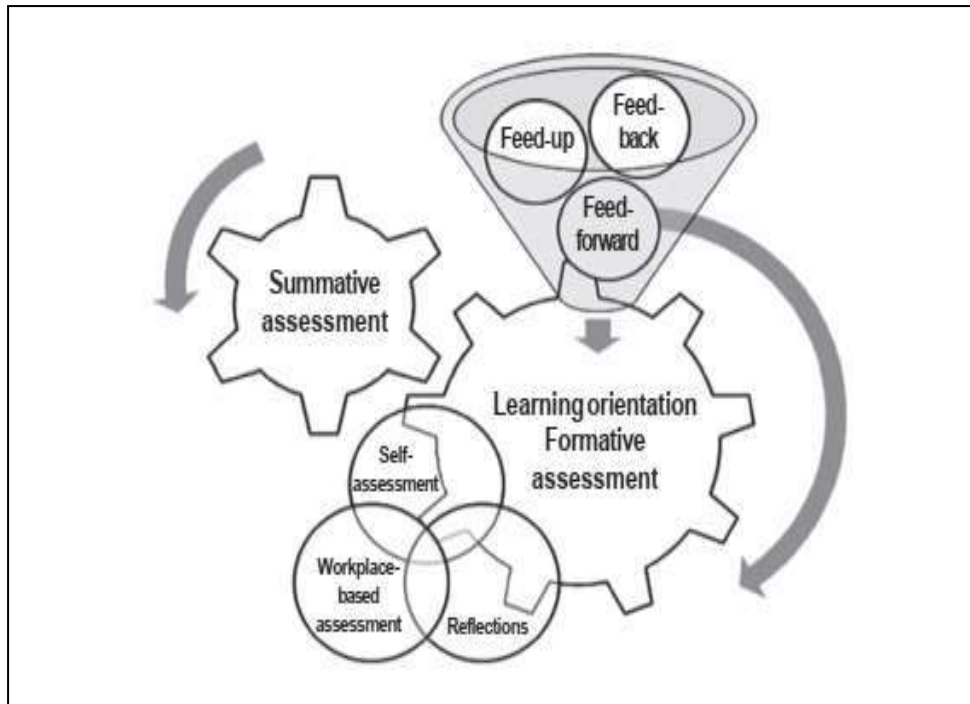 Feed-up
Feed-
back
Feed-
forward
Summative
assessment
Learning orientation
Formative
assessment
Self-
assessment
Workplace-
based
assessment
Reflections